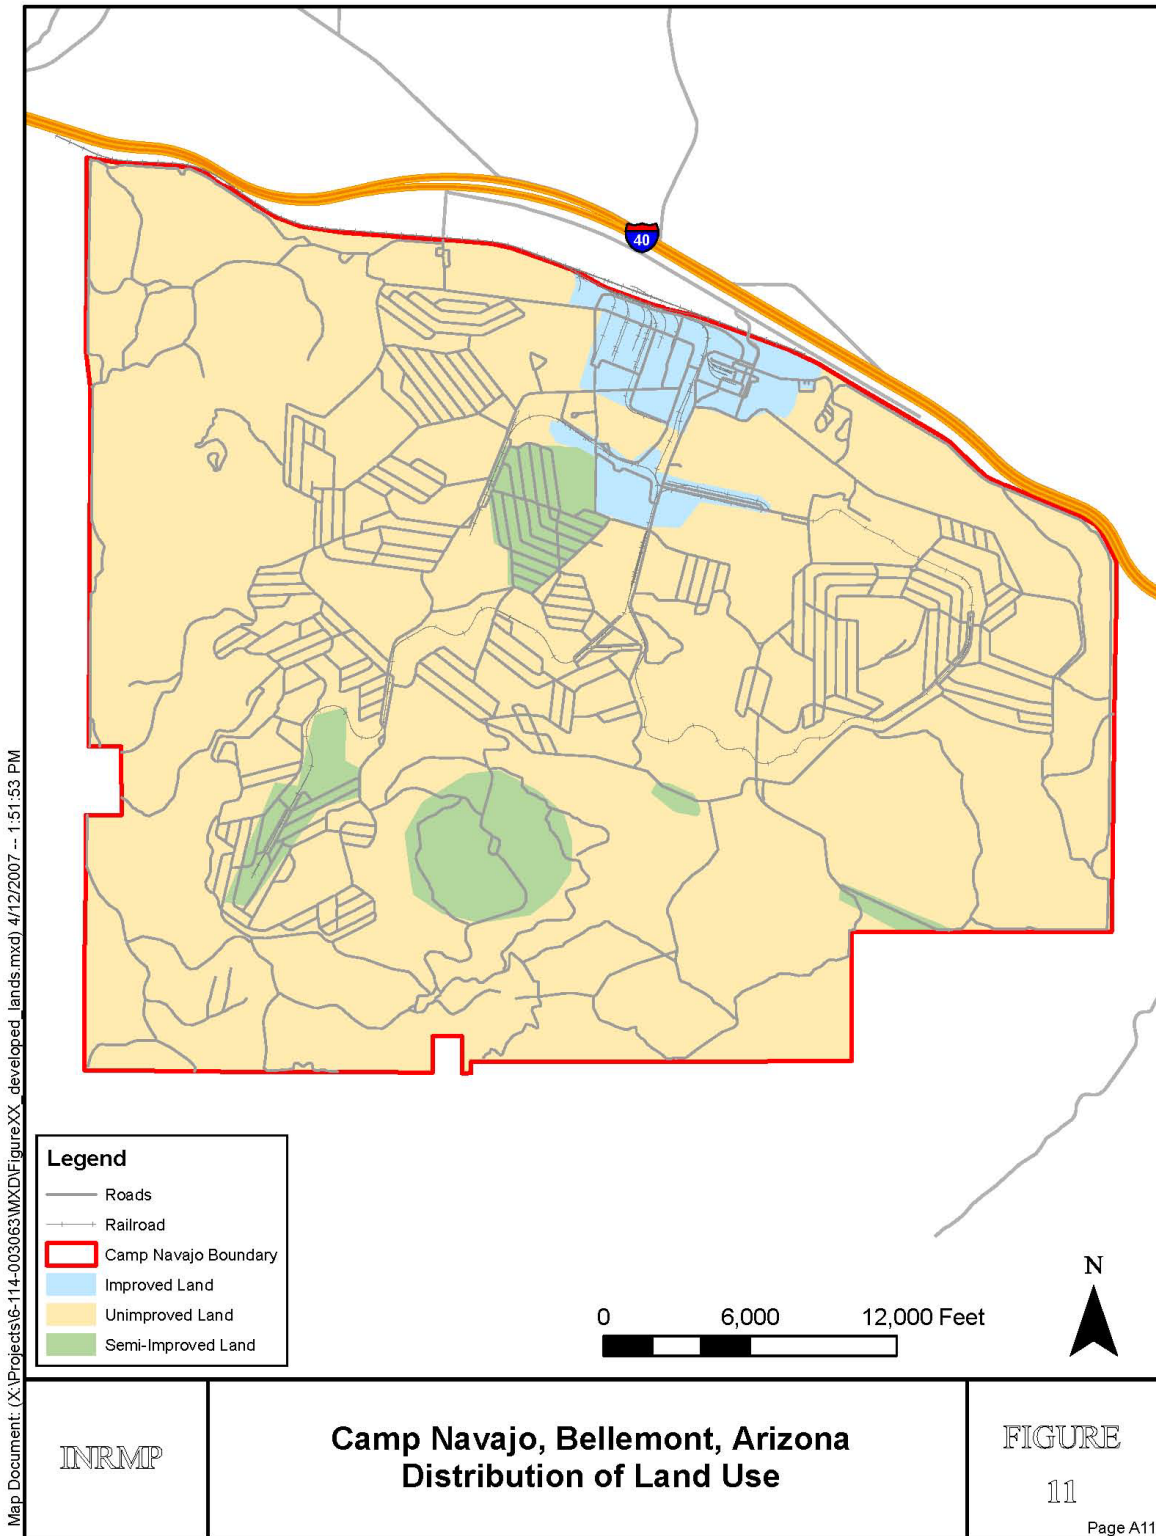 40
Map Document: (X:\Projects\6-114-003063\MXD\FigureXX_developed_lands.mxd) 4/12/2007 -- 1:51:53 PM
Legend
Roads
Railroad
Camp Navajo Boundary
Improved Land
Unimproved Land
Semi-Improved Land
0 6,000 12,000 Feet
N
INRMP
Camp Navajo, Bellemont, Arizona
Distribution of Land Use
FIGURE
11
Page A11